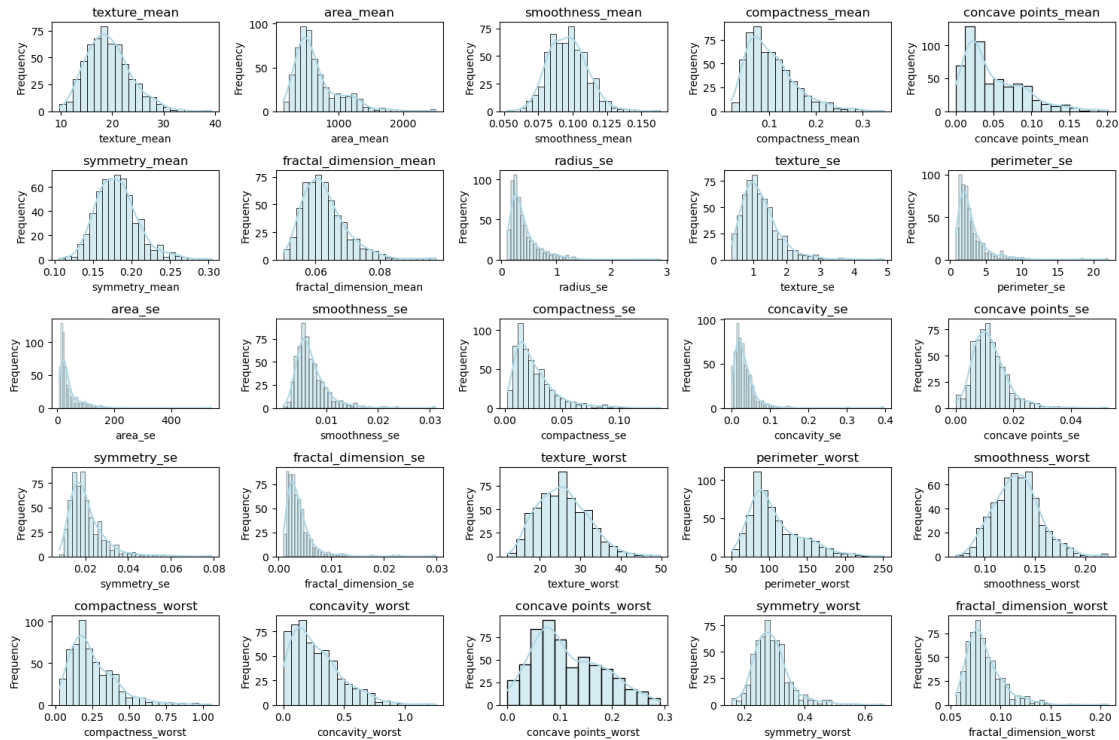 texture_mean area_mean smoothness_mean compactness_mean concave points_mean
Frequency 75 50 25 0 Frequency 100 50 0 Frequency 75 50 25 0 Frequency 75 50 25 0 Frequency 100 50 0
10 20 30 40 1000 2000 0.050 0.075 0.100 0.125 0.150 0.1 0.2 0.3 0.00 0.05 0.10 0.15 0.20
texture_mean area_mean smoothness_mean compactness_mean concave points_mean
symmetry_mean fractal_dimension_mean radius_se texture_se perimeter_se
Frequency 60 40 20 0 Frequency 75 50 25 0 Frequency 100 50 0 Frequency 75 50 25 0 Frequency 100 50 0
0.10 0.15 0.20 0.25 0.30 0.06 0.08 0 1 2 3 1 2 3 4 5 0 5 10 15 20
symmetry_mean fractal_dimension_mean radius_se texture_se perimeter_se
area_se smoothness_se compactness_se concavity_se concave points_se
Frequency 100 50 0 Frequency 75 50 25 0 Frequency 100 50 0 Frequency 100 50 0 Frequency 75 50 25 0
0 200 400 0.01 0.02 0.03 0.00 0.05 0.10 0.0 0.1 0.2 0.3 0.4 0.00 0.02 0.04
area_se smoothness_se compactness_se concavity_se concave points_se
symmetry_se fractal_dimension_se texture_worst perimeter_worst smoothness_worst
Frequency 75 50 25 0 Frequency 75 50 25 0 Frequency 75 50 25 0 Frequency 100 50 0 Frequency 60 40 20 0
0.02 0.04 0.06 0.08 0.00 0.01 0.02 0.03 20 30 40 50 50 100 150 200 250 0.10 0.15 0.20
symmetry_se fractal_dimension_se texture_worst perimeter_worst smoothness_worst
compactness_worst concavity_worst concave points_worst symmetry_worst fractal_dimension_worst
Frequency 100 50 0 Frequency 75 50 25 0 Frequency 75 50 25 0 Frequency 75 50 25 0 Frequency 75 50 25 0
0.00 0.25 0.50 0.75 1.00 0.0 0.5 1.0 0.0 0.1 0.2 0.3 0.2 0.4 0.6 0.05 0.10 0.15 0.20
compactness_worst concavity_worst concave points_worst symmetry_worst fractal_dimension_worst